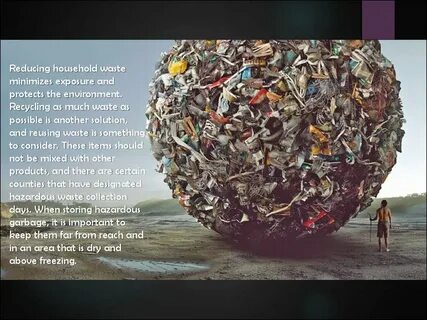 Reducing household waste
minimizes exposure and
protects the environment.
Recycling as much waste as
possible is another solution,
and reusing waste is something
to consider. These items should
not be mixed with other
products, and there are certain
counties that have designated
hazardous waste collection
days. When storing hazardous
garbage, it is important to
keep them far from reach and
in an area that is dry and
above freezing.